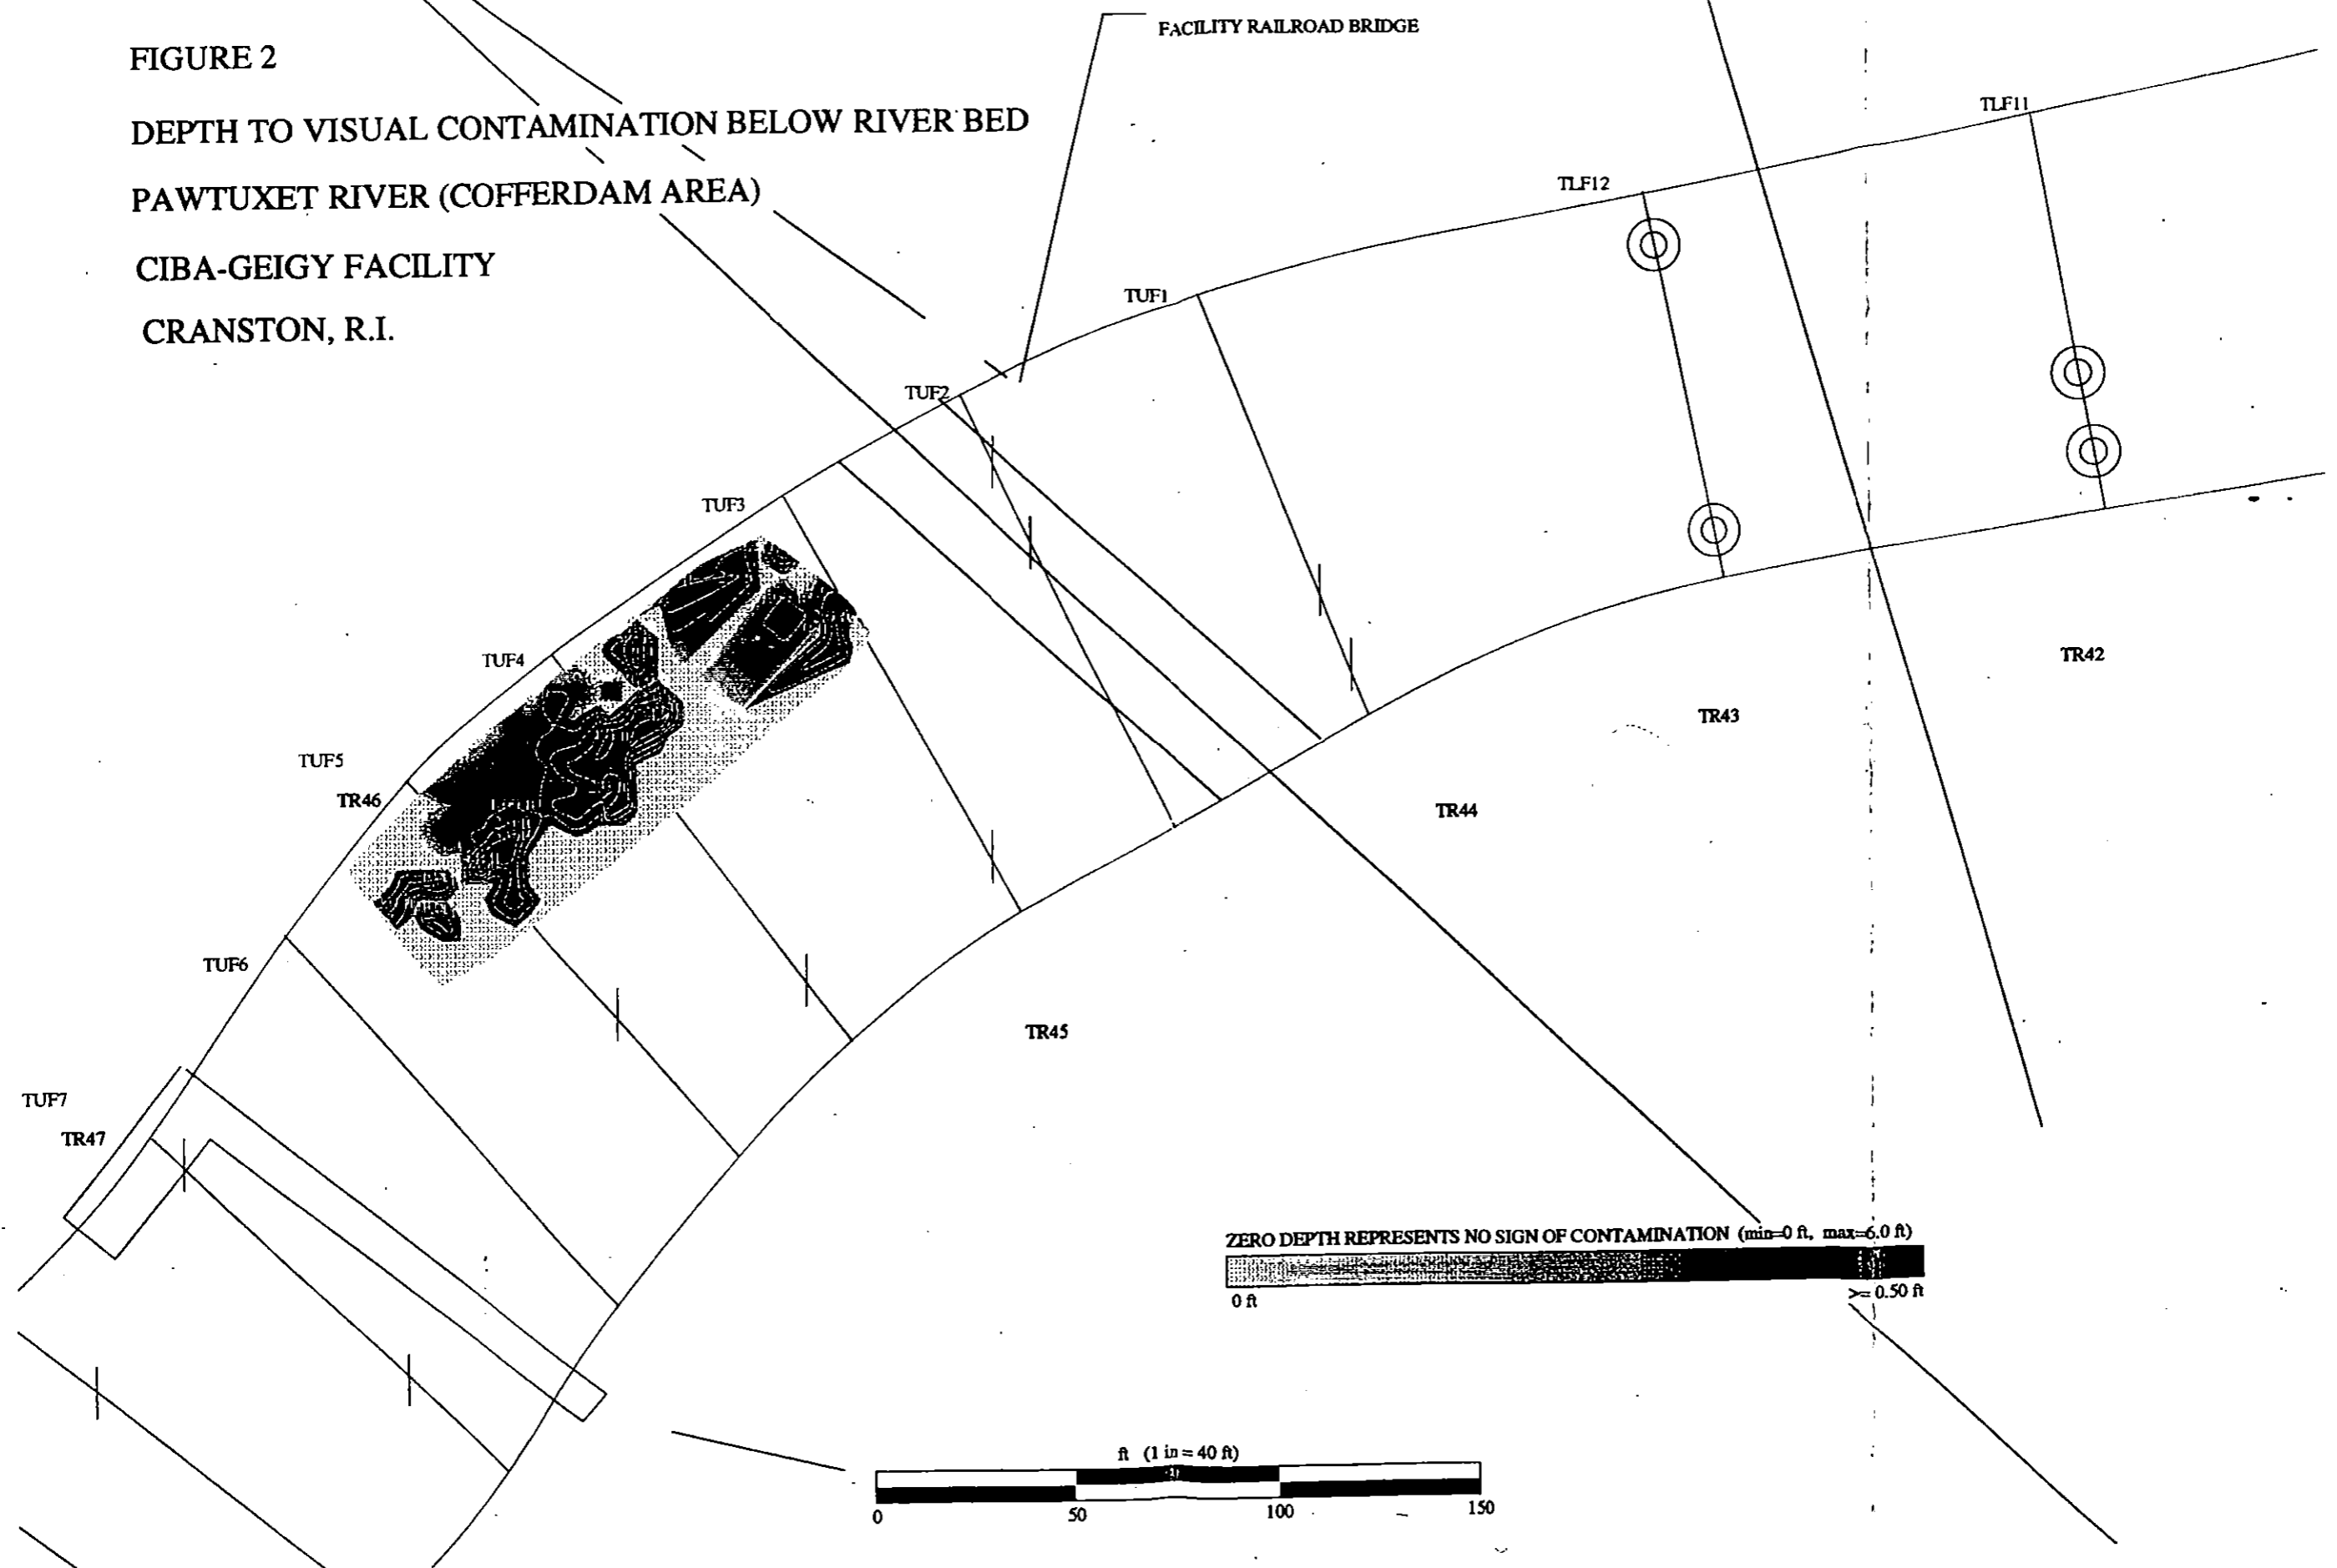 FIGURE 2
DEPTH TO VISUAL CONTAMINATION BELOW RIVER BED
PAWTUXET RIVER (COFFERDAM AREA)
CIBA-GEIGY FACILITY
CRANSTON, R.I.
FACILITY RAILROAD BRIDGE
TLF11
TLF12
TUF1
TUF2
TUF3
TUF4
TUF5
TR46
TUF6
TUF7
TR47
TR42
TR43
TR44
TR45
ZERO DEPTH REPRESENTS NO SIGN OF CONTAMINATION (min=0 ft, max=6.0 ft)
0 ft >= 0.50 ft
ft (1 in = 40 ft)
0 50 100 150